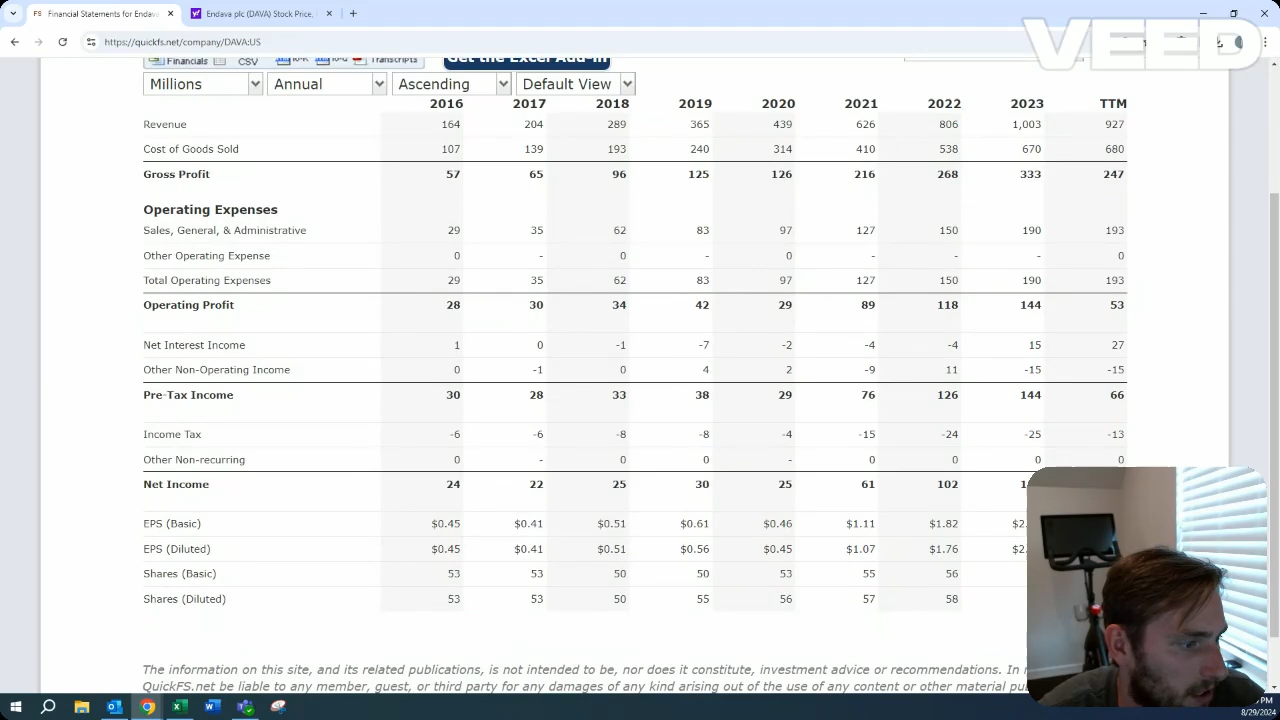 Financial Statements for Endava
Endava plc (DAVA) Stock Price,
https://quickfs.net/company/DAVA:US
VEED
Financials CSV 10-K 10-Q Transcripts Get the Excel Add-in
Millions Annual Ascending Default View
2016 2017 2018 2019 2020 2021 2022 2023 TTM
Revenue 164 204 289 365 439 626 806 1,003 927
Cost of Goods Sold 107 139 193 240 314 410 538 670 680
Gross Profit 57 65 96 125 126 216 268 333 247
Operating Expenses
Sales, General, & Administrative 29 35 62 83 97 127 150 190 193
Other Operating Expense 0 - 0 - 0 - - - 0
Total Operating Expenses 29 35 62 83 97 127 150 190 193
Operating Profit 28 30 34 42 29 89 118 144 53
Net Interest Income 1 0 -1 -7 -2 -4 -4 15 27
Other Non-Operating Income 0 -1 0 4 2 -9 11 -15 -15
Pre-Tax Income 30 28 33 38 29 76 126 144 66
Income Tax -6 -6 -8 -8 -4 -15 -24 -25 -13
Other Non-recurring 0 - 0 0 - 0 0 0 0
Net Income 24 22 25 30 25 61 102
EPS (Basic) $0.45 $0.41 $0.51 $0.61 $0.46 $1.11 $1.82 $2.
EPS (Diluted) $0.45 $0.41 $0.51 $0.56 $0.45 $1.07 $1.76 $2.
Shares (Basic) 53 53 50 50 53 55 56
Shares (Diluted) 53 53 50 55 56 57 58
The information on this site, and its related publications, is not intended to be, nor does it constitute, investment advice or recommendations. In
QuickFS.net be liable to any member, guest, or third party for any damages of any kind arising out of the use of any content or other material
PM
8/29/2024